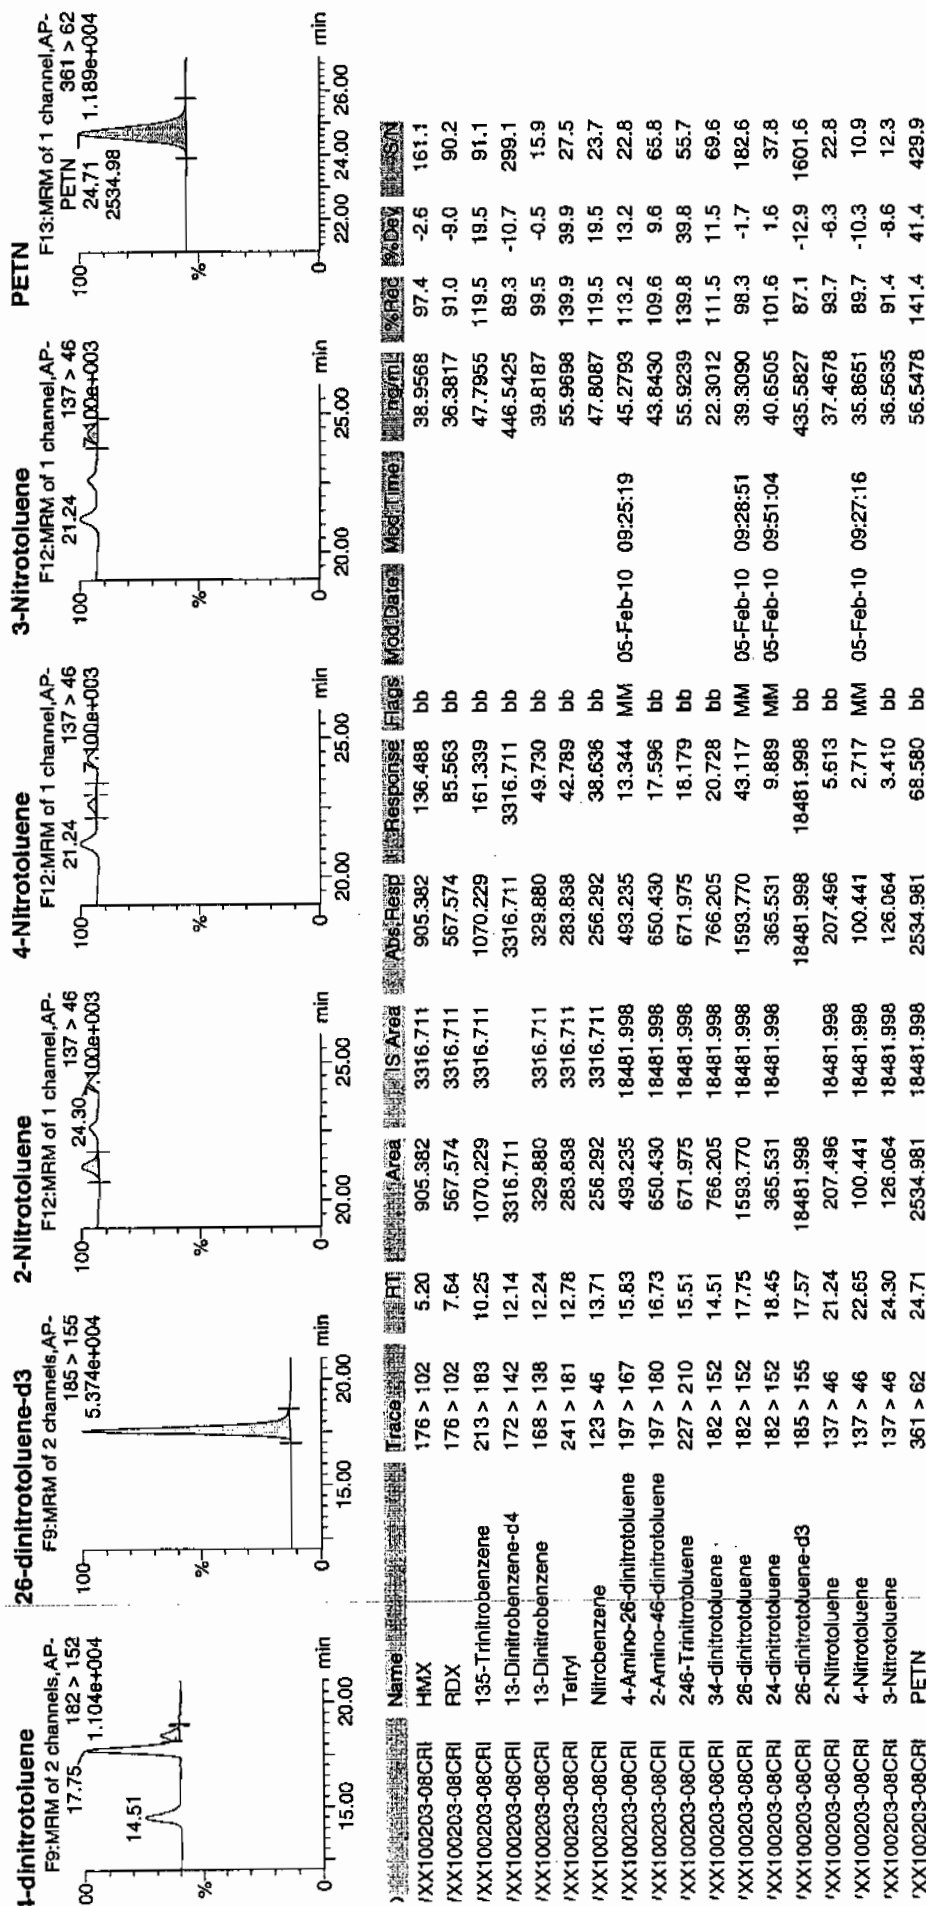 4-dinitrotoluene
F9:MRM of 2 channels,AP-
182 > 152
1.104e+004
17.75
14.51
00
0
15.00 20.00 min
26-dinitrotoluene-d3
F9:MRM of 2 channels,AP-
185 > 155
5.374e+004
100
%
0
15.00 20.00 min
2-Nitrotoluene
F12:MRM of 1 channel,AP-
137 > 46
7.100e+003
24.30
100
%
0
20.00 25.00 min
4-Nitrotoluene
F12:MRM of 1 channel,AP-
137 > 46
7.100e+003
21.24
100
%
0
20.00 25.00 min
3-Nitrotoluene
F12:MRM of 1 channel,AP-
137 > 46
7.100e+003
21.24
100
%
0
20.00 25.00 min
PETN
F13:MRM of 1 channel,AP-
361 > 62
1.189e+004
PETN
24.71
2534.98
100
%
0
22.00 24.00 26.00 min
Name Trace RT Area IS Area Abs Resp Response Flags Mod Date Mod Time ng/mL %Rec %Dev S/N
XX100203-08CRI HMX 176 > 102 5.20 905.382 3316.711 905.382 136.488 bb 38.9568 97.4 -2.6 161.1
XX100203-08CRI RDX 176 > 102 7.64 567.574 3316.711 567.574 85.563 bb 36.3817 91.0 -9.0 90.2
XX100203-08CRI 135-Trinitrobenzene 213 > 183 10.25 1070.229 3316.711 1070.229 161.339 bb 47.7955 119.5 19.5 91.1
XX100203-08CRI 13-Dinitrobenzene-d4 172 > 142 12.14 3316.711 3316.711 3316.711 bb 446.5425 89.3 -10.7 299.1
XX100203-08CRI 13-Dinitrobenzene 168 > 138 12.24 329.880 3316.711 329.880 49.730 bb 39.8187 99.5 -0.5 15.9
XX100203-08CRI Tetryl 241 > 181 12.78 283.838 3316.711 283.838 42.789 bb 55.9698 139.9 39.9 27.5
XX100203-08CRI Nitrobenzene 123 > 46 13.71 256.292 3316.711 256.292 38.636 bb 47.8087 119.5 19.5 23.7
XX100203-08CRI 4-Amino-26-dinitrotoluene 197 > 167 15.83 493.235 18481.998 493.235 13.344 MM 05-Feb-10 09:25:19 45.2793 113.2 13.2 22.8
XX100203-08CRI 2-Amino-46-dinitrotoluene 197 > 180 16.73 650.430 18481.998 650.430 17.596 bb 43.8430 109.6 9.6 65.8
XX100203-08CRI 246-Trinitrotoluene 227 > 210 15.51 671.975 18481.998 671.975 18.179 bb 55.9239 139.8 39.8 55.7
XX100203-08CRI 34-dinitrotoluene 182 > 152 14.51 766.205 18481.998 766.205 20.728 bb 22.3012 111.5 11.5 69.6
XX100203-08CRI 26-dinitrotoluene 182 > 152 17.75 1593.770 18481.998 1593.770 43.117 MM 05-Feb-10 09:28:51 39.3090 98.3 -1.7 182.6
XX100203-08CRI 24-dinitrotoluene 182 > 152 18.45 365.531 18481.998 365.531 9.889 MM 05-Feb-10 09:51:04 40.6505 101.6 1.6 37.8
XX100203-08CRI 26-dinitrotoluene-d3 185 > 155 17.57 18481.998 18481.998 18481.998 bb 435.5827 87.1 -12.9 1601.6
XX100203-08CRI 2-Nitrotoluene 137 > 46 21.24 207.496 18481.998 207.496 5.613 bb 37.4678 93.7 -6.3 22.8
XX100203-08CRI 4-Nitrotoluene 137 > 46 22.65 100.441 18481.998 100.441 2.717 MM 05-Feb-10 09:27:16 35.8651 89.7 -10.3 10.9
XX100203-08CRI 3-Nitrotoluene 137 > 46 24.30 126.064 18481.998 126.064 3.410 bb 36.5635 91.4 -8.6 12.3
XX100203-08CRI PETN 361 > 62 24.71 2534.981 18481.998 2534.981 68.580 bb 56.5478 141.4 41.4 429.9